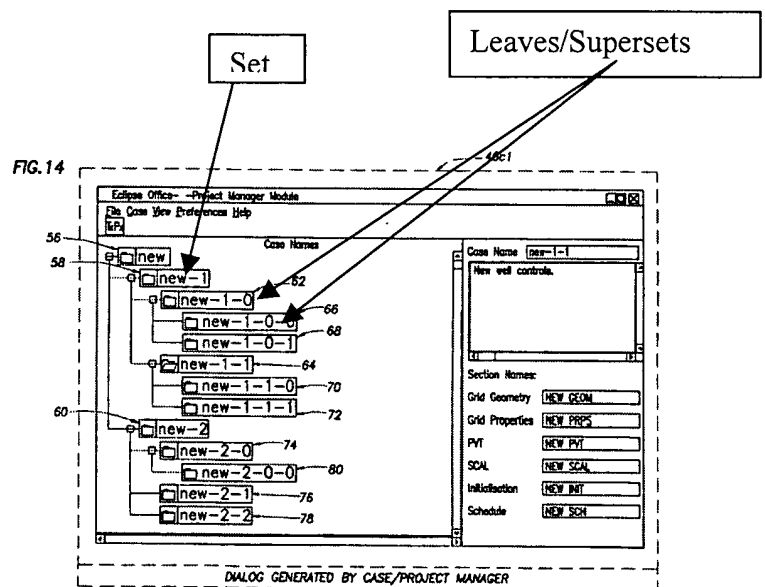 Set
Leaves/Supersets
FIG.14
48c1
Eclipse Office- -Project Manager Module
File Case View Preferences Help
Case Names
56
new
58
new-1
new-1-0
62
new-1-0-0
66
new-1-0-1
68
new-1-1
64
new-1-1-0
70
new-1-1-1
72
60
new-2
new-2-0
74
new-2-0-0
80
new-2-1
76
new-2-2
78
Case Name new-1-1
New well controls.
Section Names:
Grid Geometry NEW GEOM
Grid Properties NEW PRPS
PVT NEW PVT
SCAL NEW SCAL
Initialisation NEW INIT
Schedule NEW SCH
DIALOG GENERATED BY CASE/PROJECT MANAGER